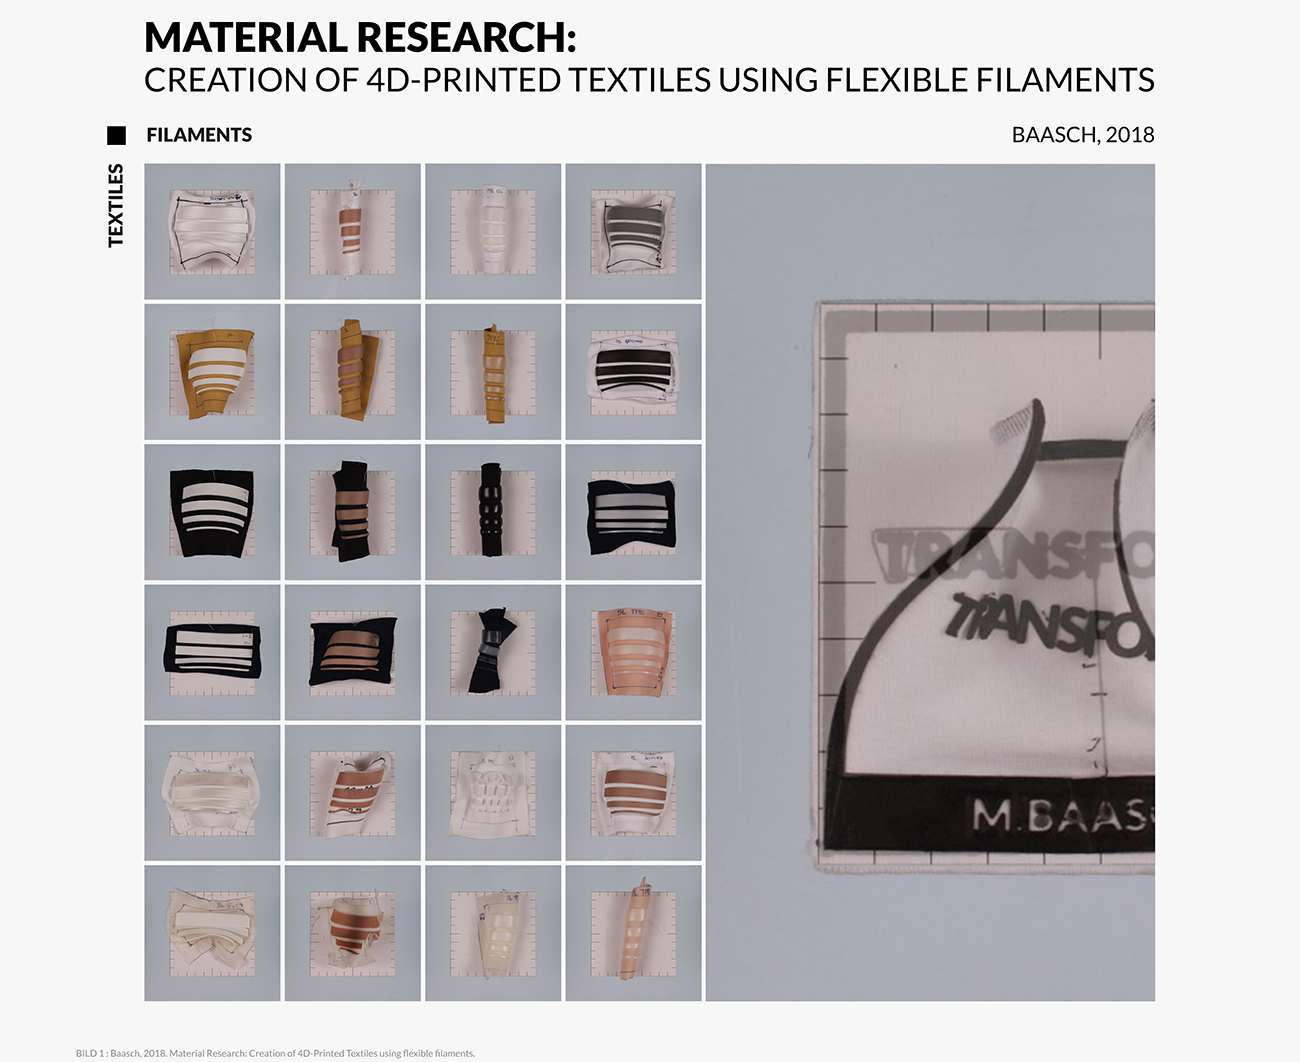 MATERIAL RESEARCH:
CREATION OF 4D-PRINTED TEXTILES USING FLEXIBLE FILAMENTS
FILAMENTS
BAASCH, 2018
TEXTILES
TRANSFO
TRANSFO
M.BAAS
BILD 1 : Baasch, 2018. Material Research: Creation of 4D-Printed Textiles using flexible filaments.